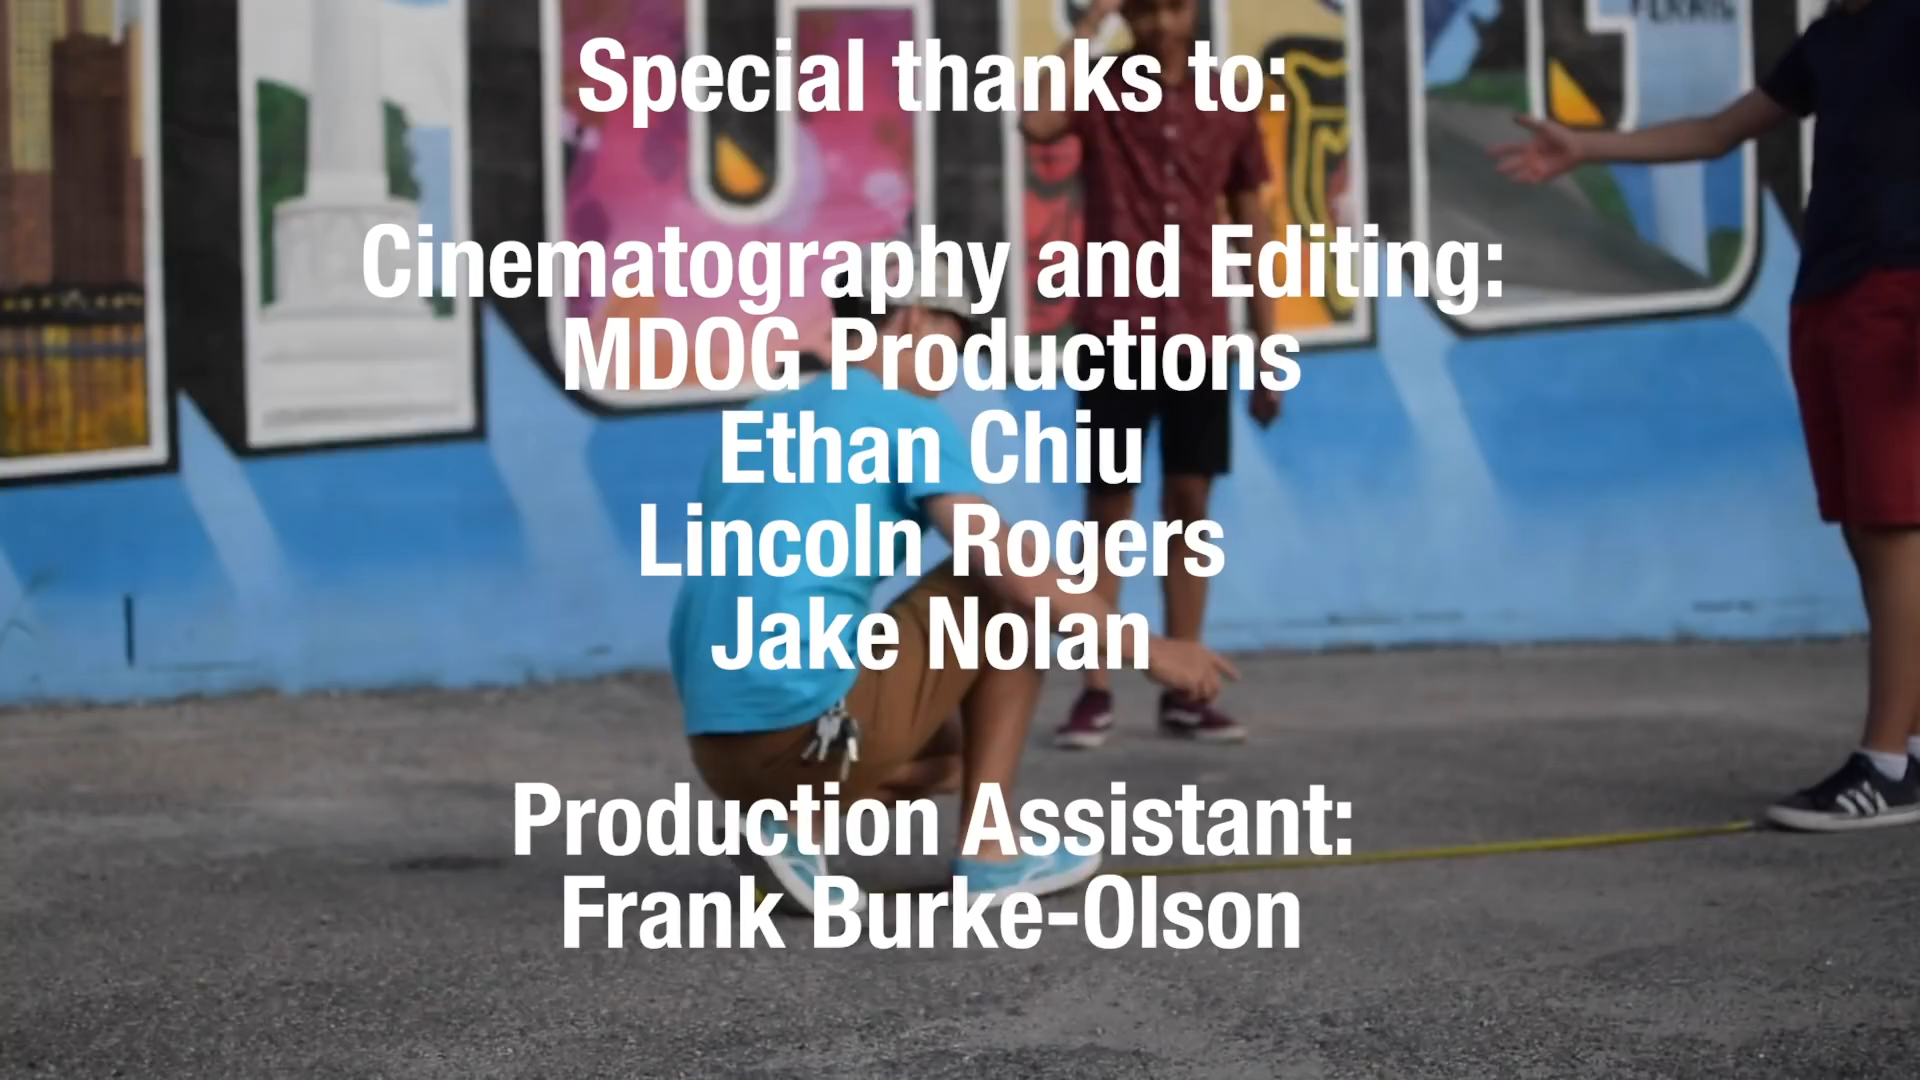 Special thanks to:
Cinematography and Editing:
MDOG Productions
Ethan Chiu
Lincoln Rogers
Jake Nolan
Production Assistant:
Frank Burke-Olson